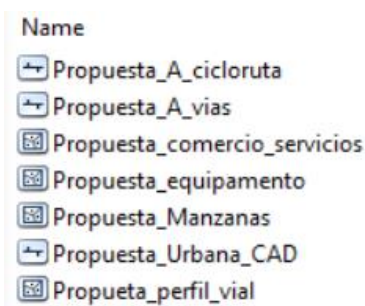 Name
Propuesta_A_cicloruta
Propuesta_A_vias
Propuesta_comercio_servicios
Propuesta_equipamento
Propuesta_Manzanas
Propuesta_Urbana_CAD
Propueta_perfil_vial